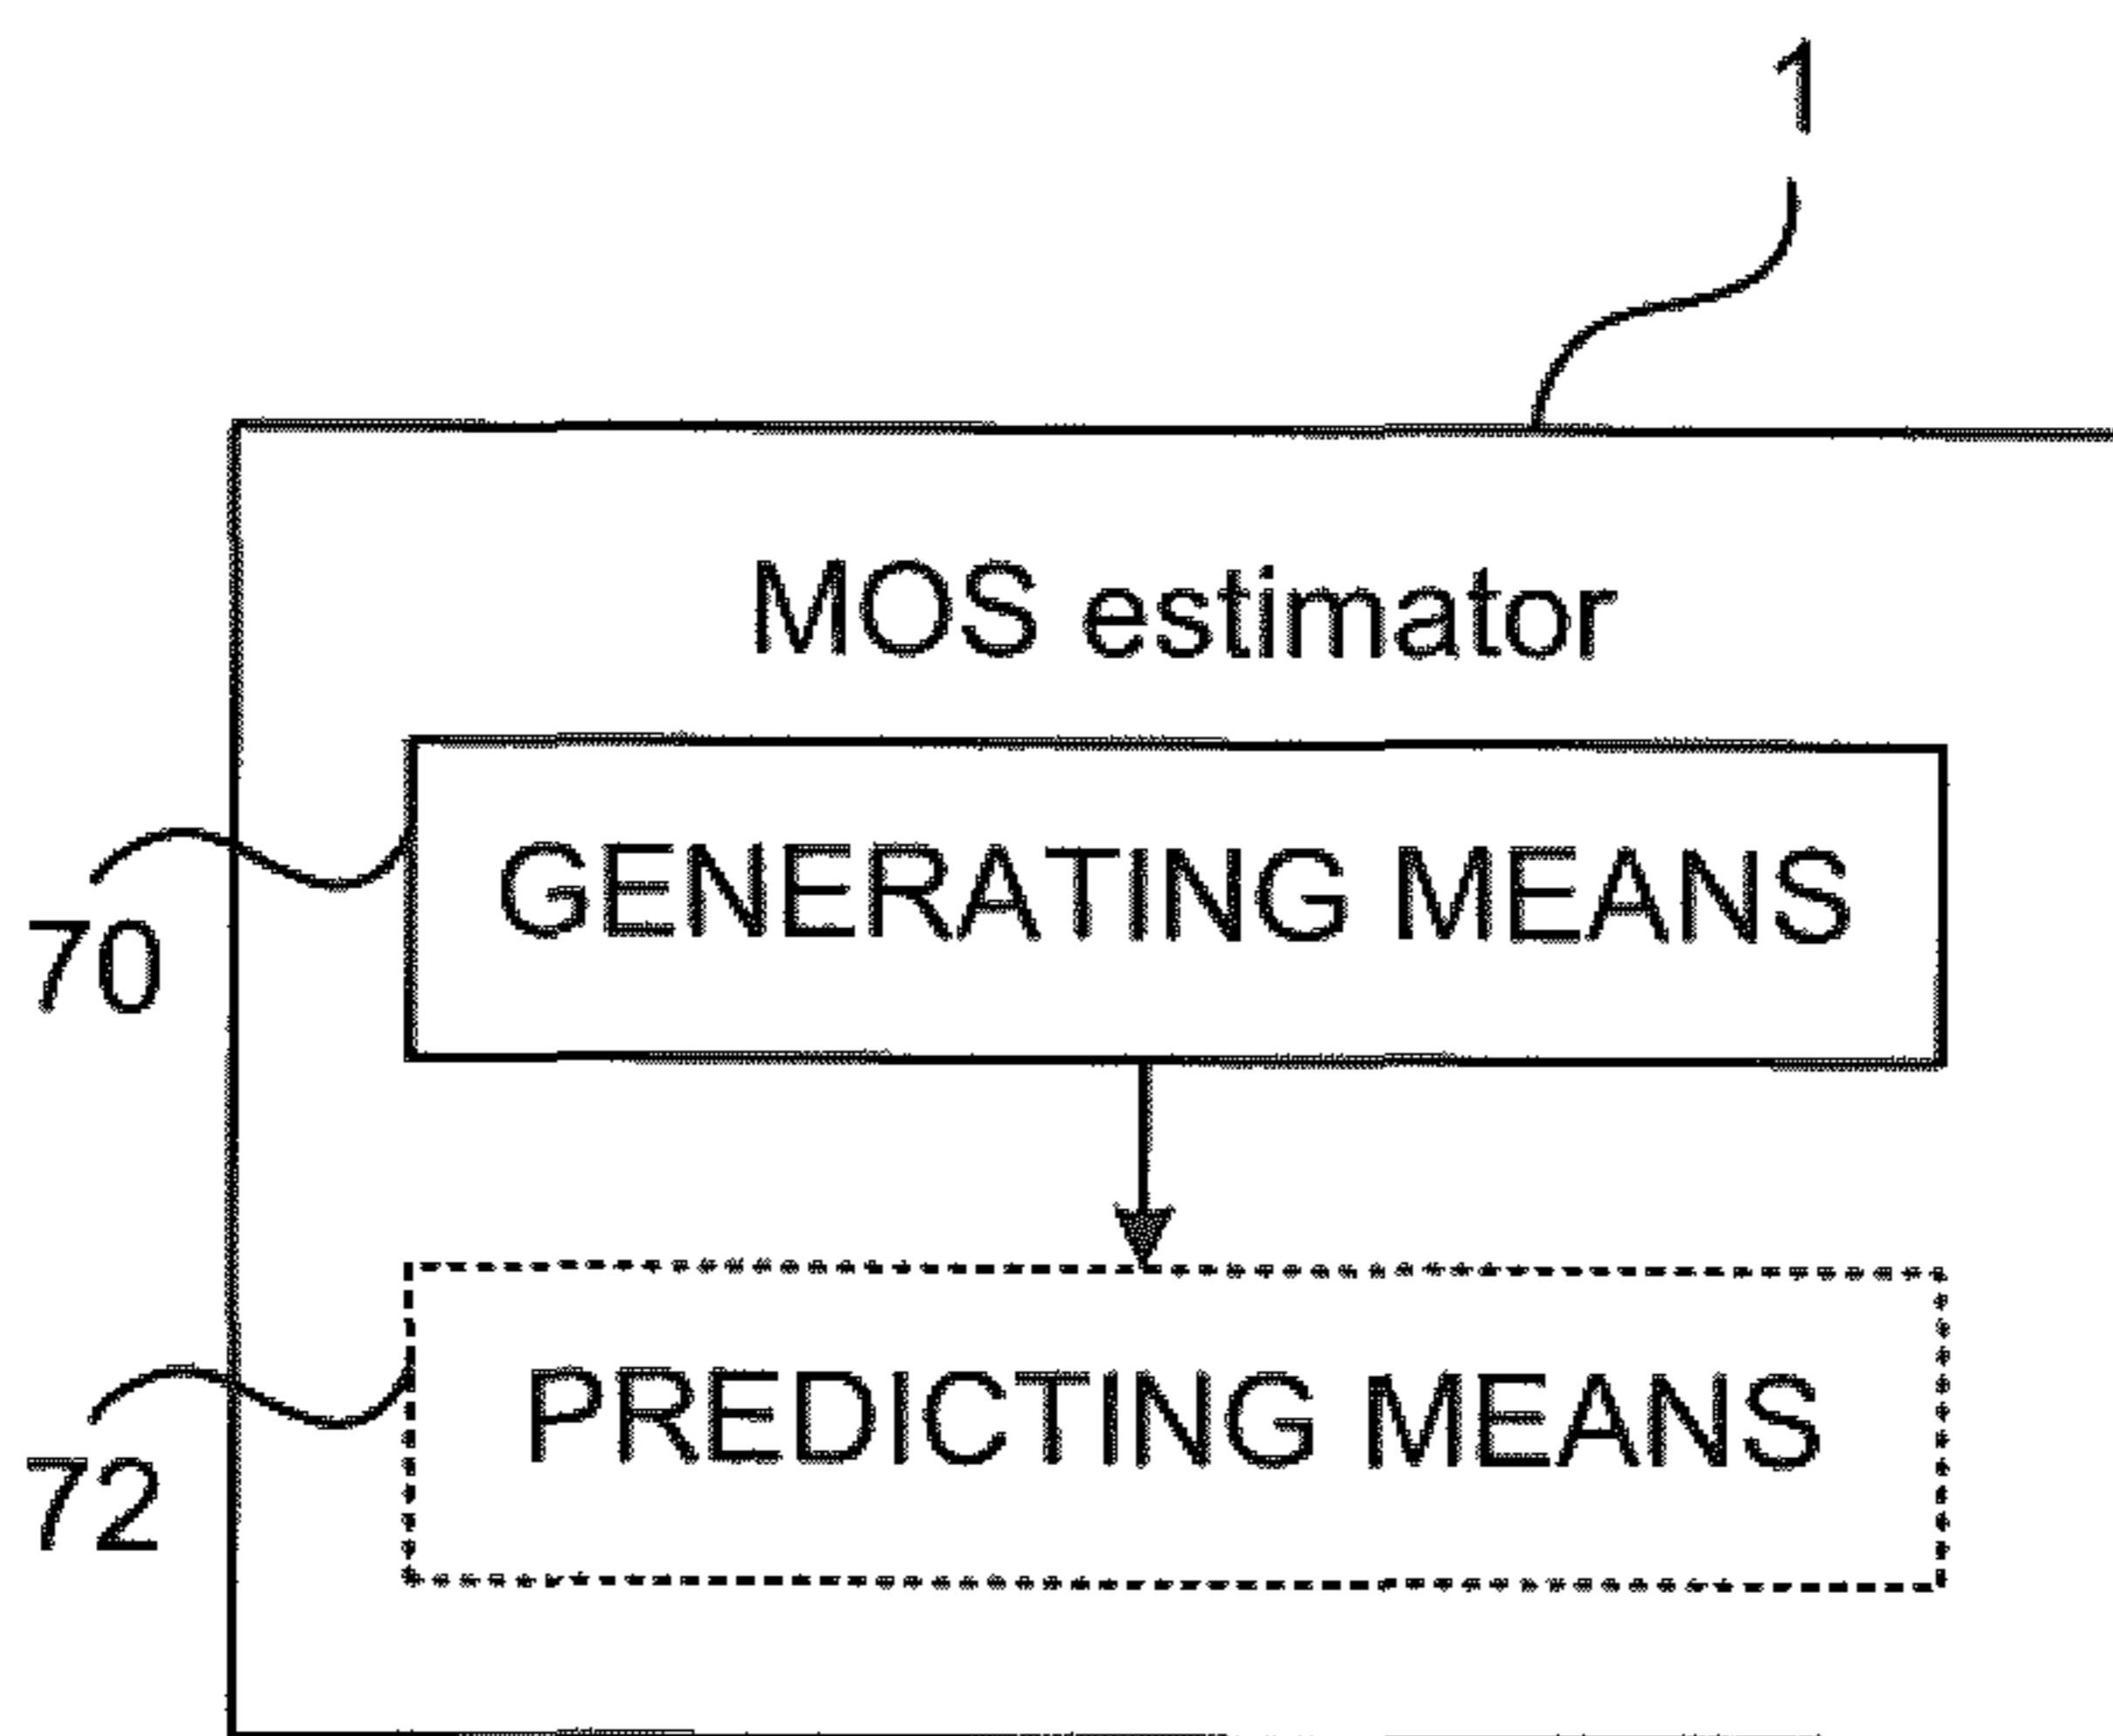 1
MOS estimator
GENERATING MEANS
70
PREDICTING MEANS
72